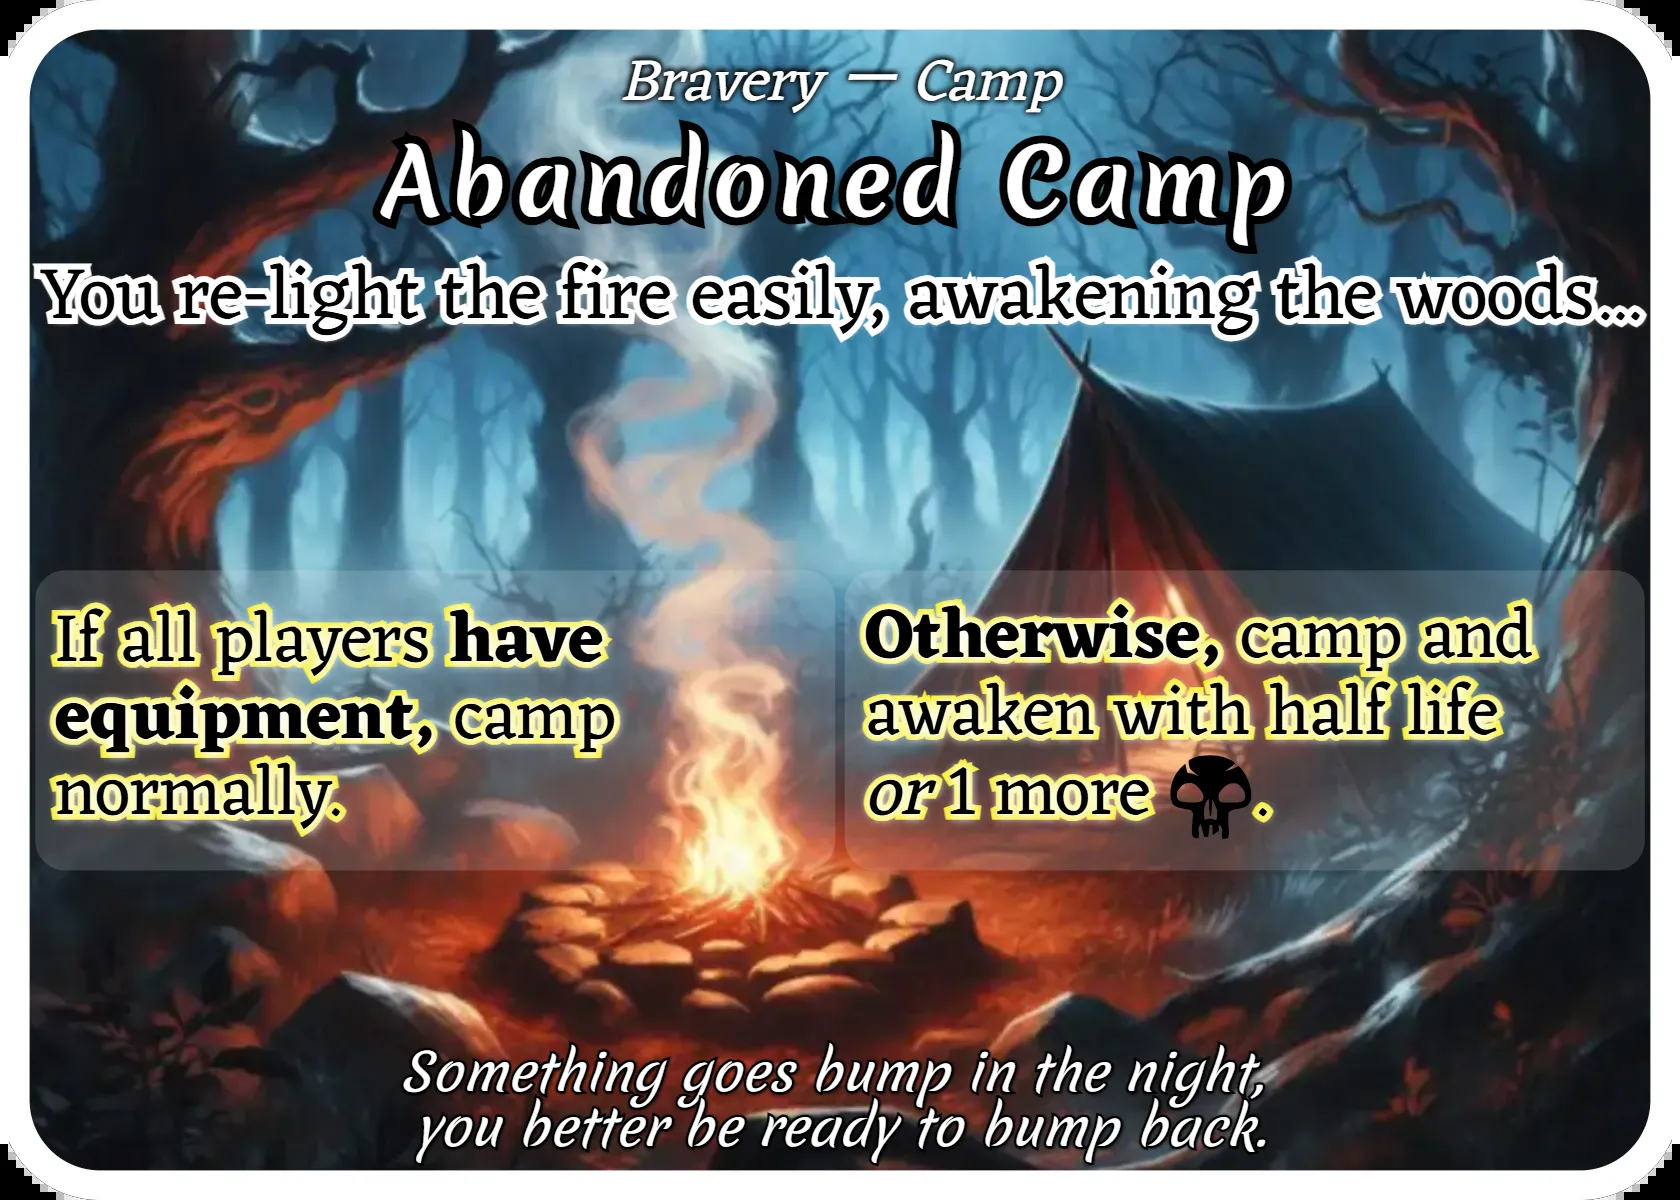 Bravery — Camp
Abandoned Camp
You re-light the fire easily, awakening the woods...
If all players have
equipment, camp
normally.
Otherwise, camp and
awaken with half life
or 1 more .
Something goes bump in the night,
you better be ready to bump back.